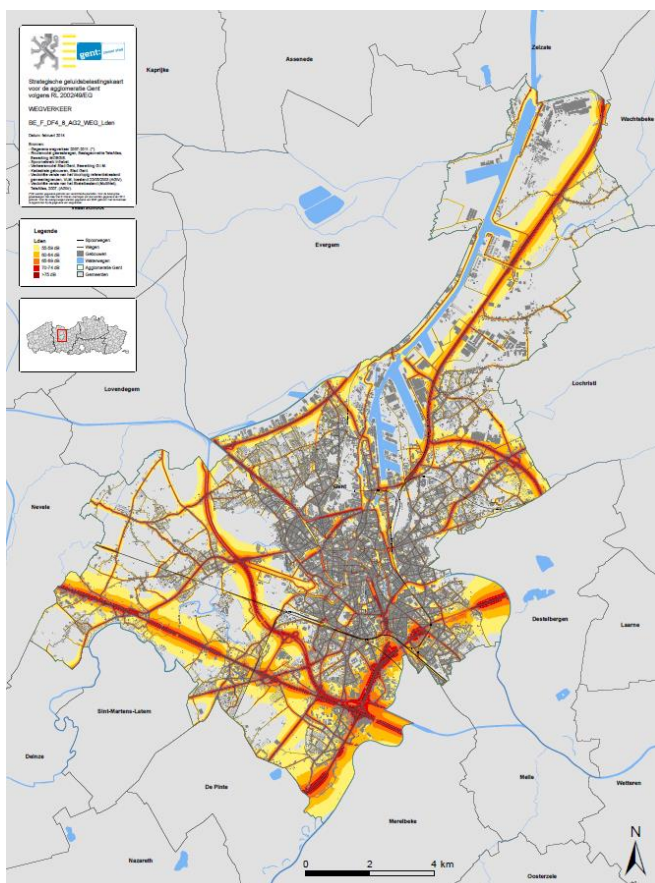 gent:
Strategische geluidsbelastingskaart
voor de agglomeratie Gent
volgens RL 2002/49/EG
WEGVERKEER
BE_F_DF4_8_AG2_WEG_Lden
Datum: februari 2014
Bronnen:
Legende
Lden
55-59 dB
60-64 dB
65-69 dB
70-74 dB
>75 dB
Spoorwegen
Wegen
Gebouwen
Waterwegen
Agglomeratie Gent
Gemeenten
Kaprijke
Assenede
Zelzate
Wachtebeke
Evergem
Lovendegem
Lochristi
Gent
Nevele
Destelbergen
Laarne
Sint-Martens-Latem
Deinze
De Pinte
Melle
Wetteren
Merelbeke
Nazareth
Oosterzele
N
0 2 4 km